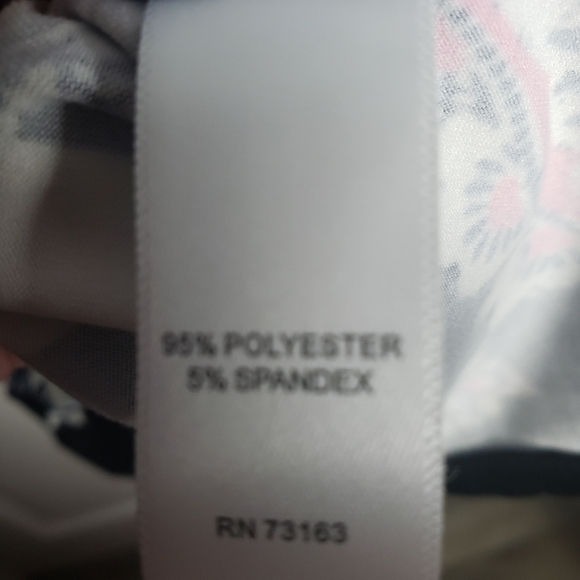 95% POLYESTER
5% SPANDEX
RN 73163